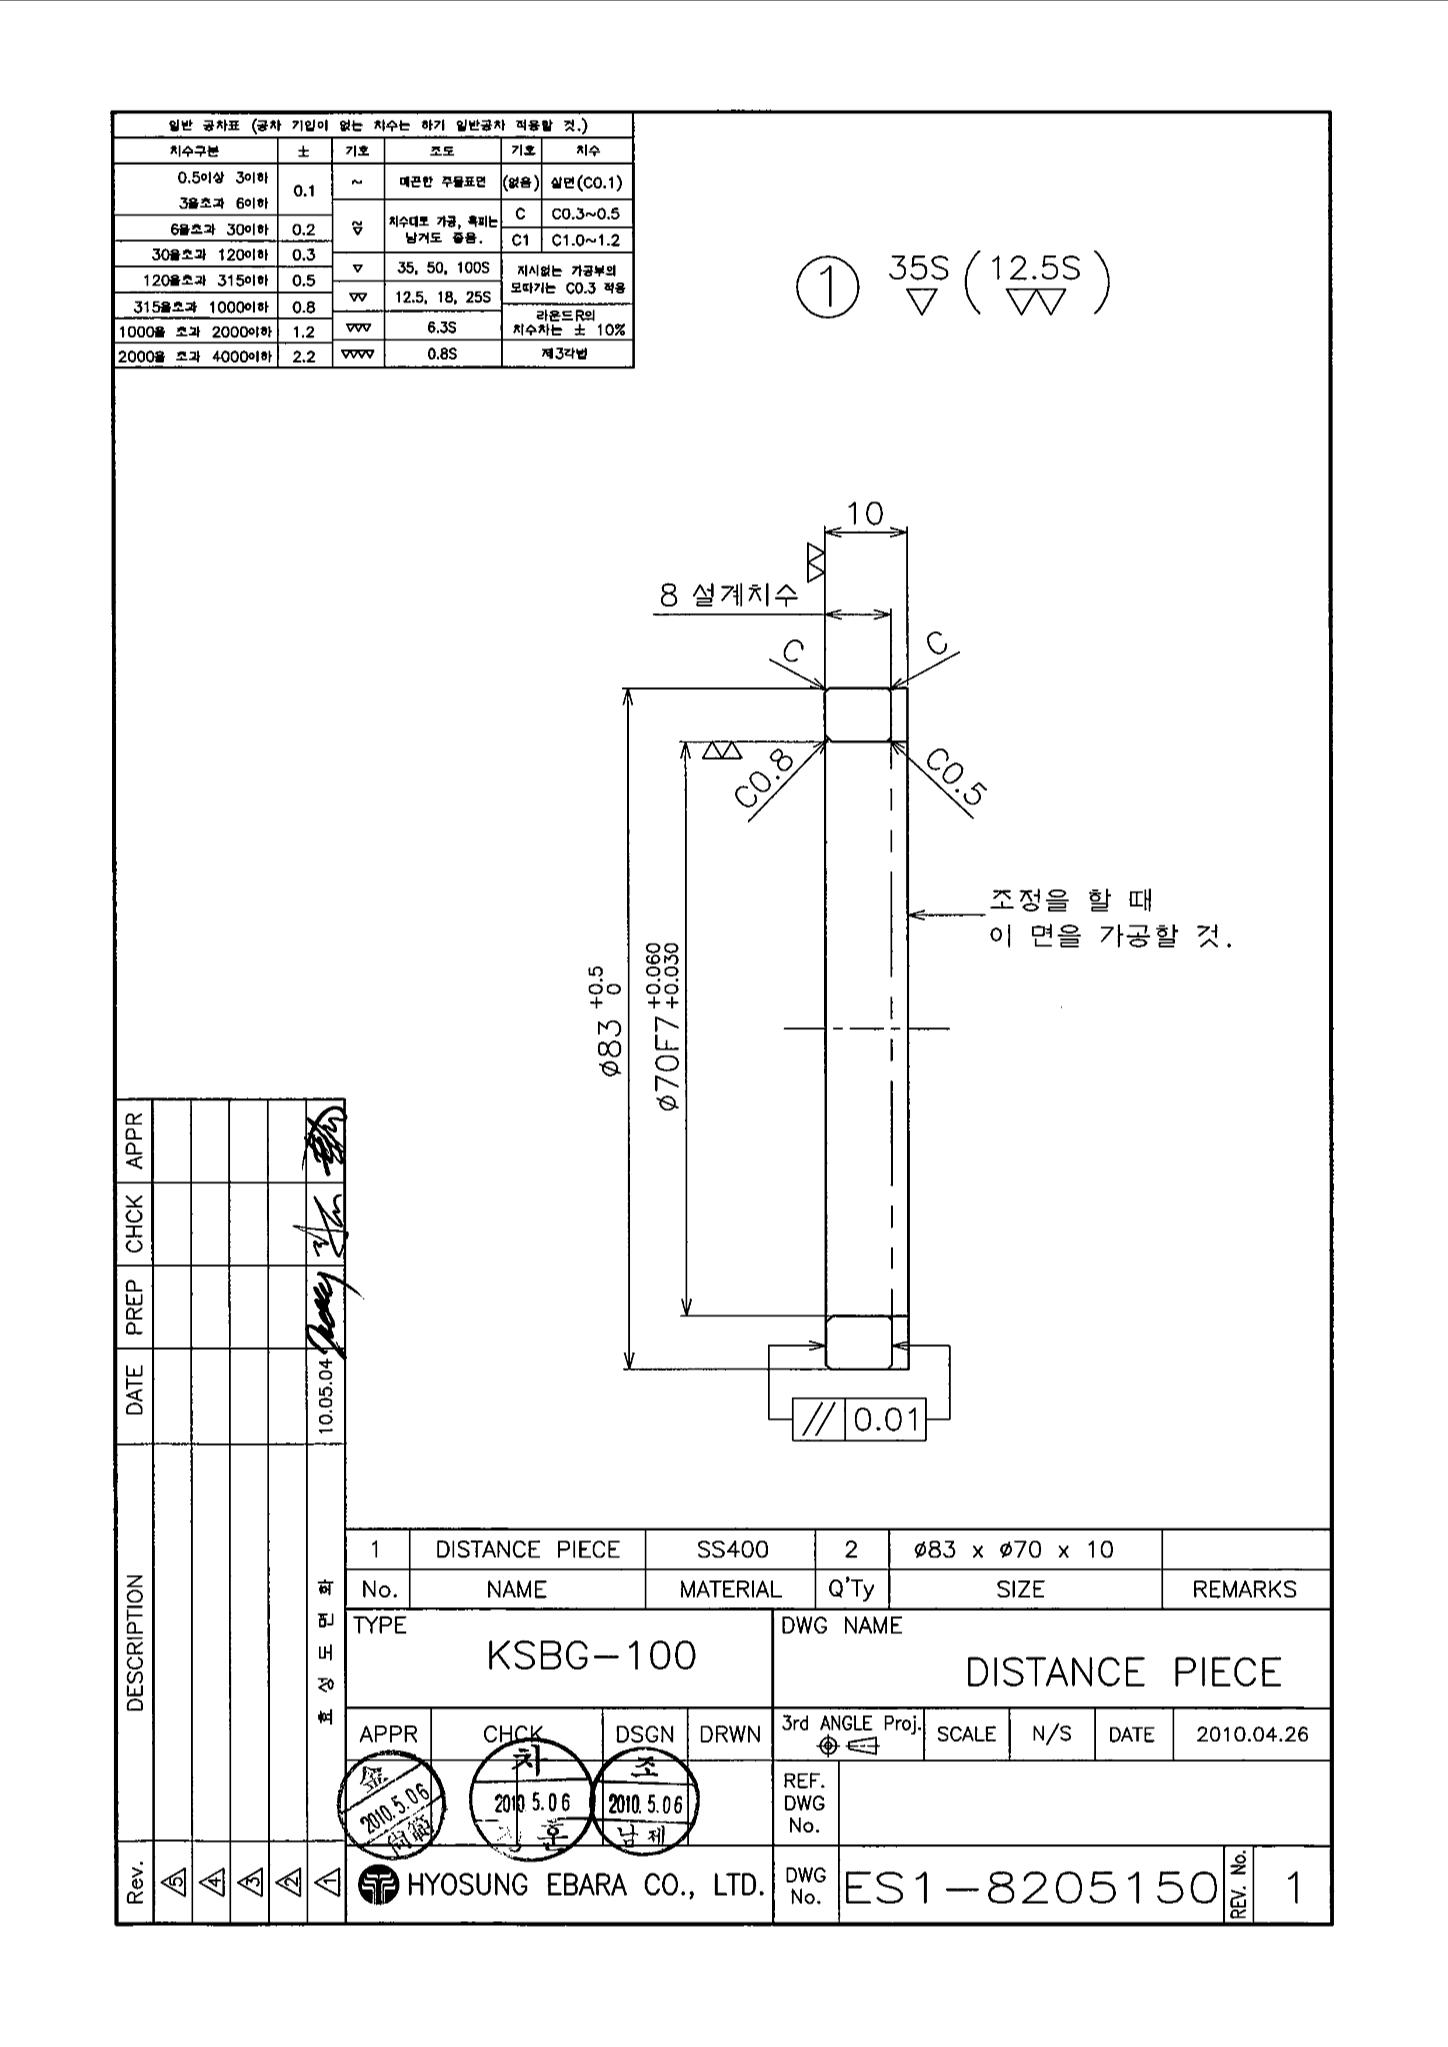 일반 공차표 (공차 기입이 없는 치수는 하기 일반공차 적용할 것.)
치수구분 ± 기호 조도 기호 치수
0.5이상 3이하 0.1 ~ 매끈한 주물표면 (없음) 실면(C0.1)
3을초과 6이하
6을초과 30이하 0.2 치수대로 가공, 흑피는 C C0.3~0.5
남겨도 좋음. C1 C1.0~1.2
30을초과 120이하 0.3
120을초과 315이하 0.5 ▽ 35, 50, 100S 지시없는 가공부의
모따기는 C0.3 적용
315을초과 1000이하 0.8 ▽▽ 12.5, 18, 25S
1000을 초과 2000이하 1.2 ▽▽▽ 6.3S 라운드R의
치수차는 ± 10%
2000을 초과 4000이하 2.2 ▽▽▽▽ 0.8S 제3각법
1 35S (12.5S)
10
8 설계치수
C C
C0.8 C0.5
조정을 할 때
이 면을 가공할 것.
ø83 +0.5 0
ø70F7 +0.060 +0.030
// 0.01
1 DISTANCE PIECE SS400 2 ø83 x ø70 x 10
No. NAME MATERIAL Q'Ty SIZE REMARKS
TYPE
KSBG-100
DWG NAME
DISTANCE PIECE
APPR CHCK DSGN DRWN
3rd ANGLE Proj. SCALE N/S DATE 2010.04.26
REF.
DWG
No.
金
2010.5.06
차
2010 5.06
훈
조
2010.5.06
남제
HYOSUNG EBARA CO., LTD.
DWG
No.
ES1-8205150
REV. No.
1
Rev. DESCRIPTION DATE PREP CHCK APPR
5
4
3
2
1 효성도면화 10.05.04